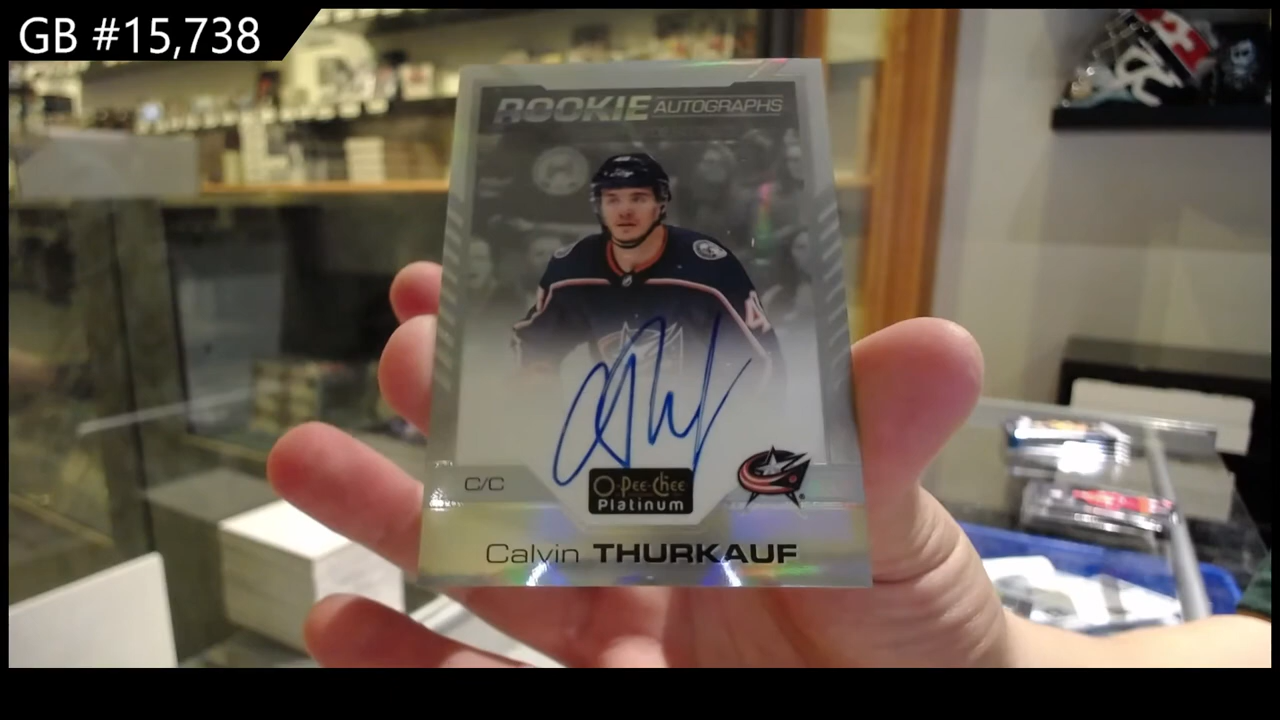 GB #15,738
ROOKIE AUTOGRAPHS
C/C
O-Pee-Chee
Platinum
Calvin THURKAUF